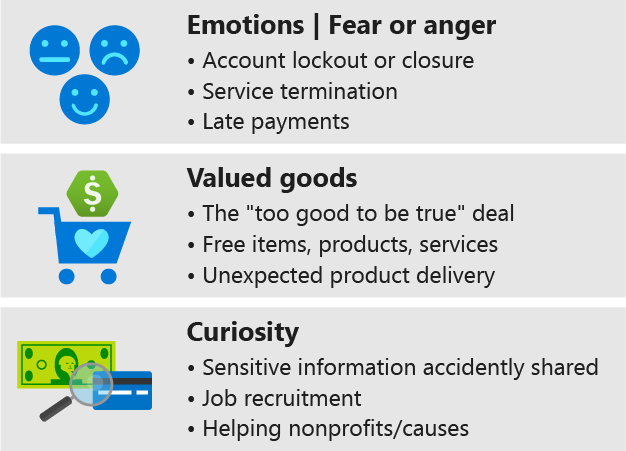 Emotions | Fear or anger
• Account lockout or closure
• Service termination
• Late payments
$
Valued goods
• The "too good to be true" deal
• Free items, products, services
• Unexpected product delivery
Curiosity
• Sensitive information accidently shared
• Job recruitment
• Helping nonprofits/causes